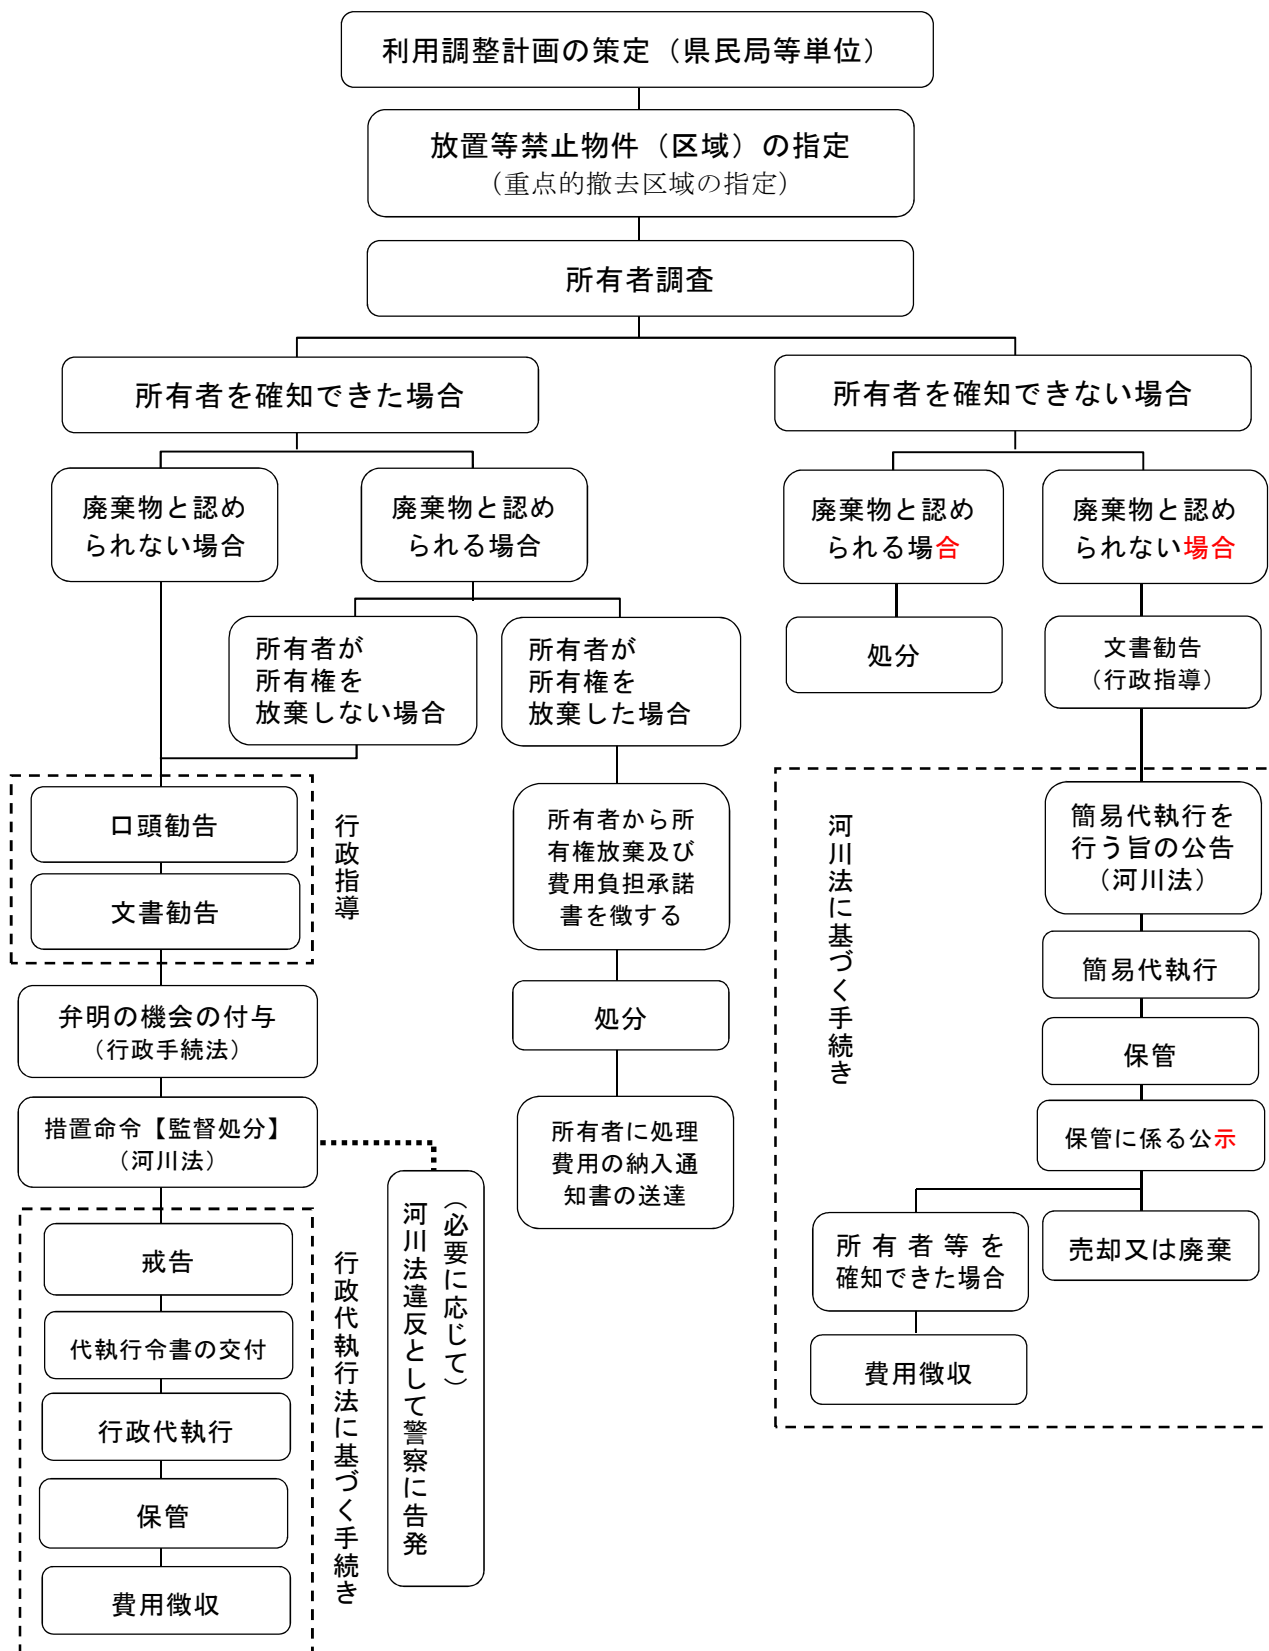 利用調整計画の策定（県民局等単位）
放置等禁止物件（区域）の指定
（重点的撤去区域の指定）
所有者調査
所有者を確知できた場合
廃棄物と認め
られない場合
廃棄物と認め
られる場合
所有者が
所有権を
放棄しない場合
所有者が
所有権を
放棄した場合
口頭勧告
文書勧告
行政指導
弁明の機会の付与
（行政手続法）
措置命令【監督処分】
（河川法）
戒告
代執行令書の交付
行政代執行
保管
費用徴収
行政代執行法に基づく手続き
（必要に応じて）
河川法違反として警察に告発
所有者から所
有権放棄及び
費用負担承諾
書を徴する
処分
所有者に処理
費用の納入通
知書の送達
所有者を確知できない場合
廃棄物と認め
られる場合
処分
廃棄物と認め
られない場合
文書勧告
（行政指導）
河川法に基づく手続き
簡易代執行を
行う旨の公告
（河川法）
簡易代執行
保管
保管に係る公示
所有者等を
確知できた場合
費用徴収
売却又は廃棄